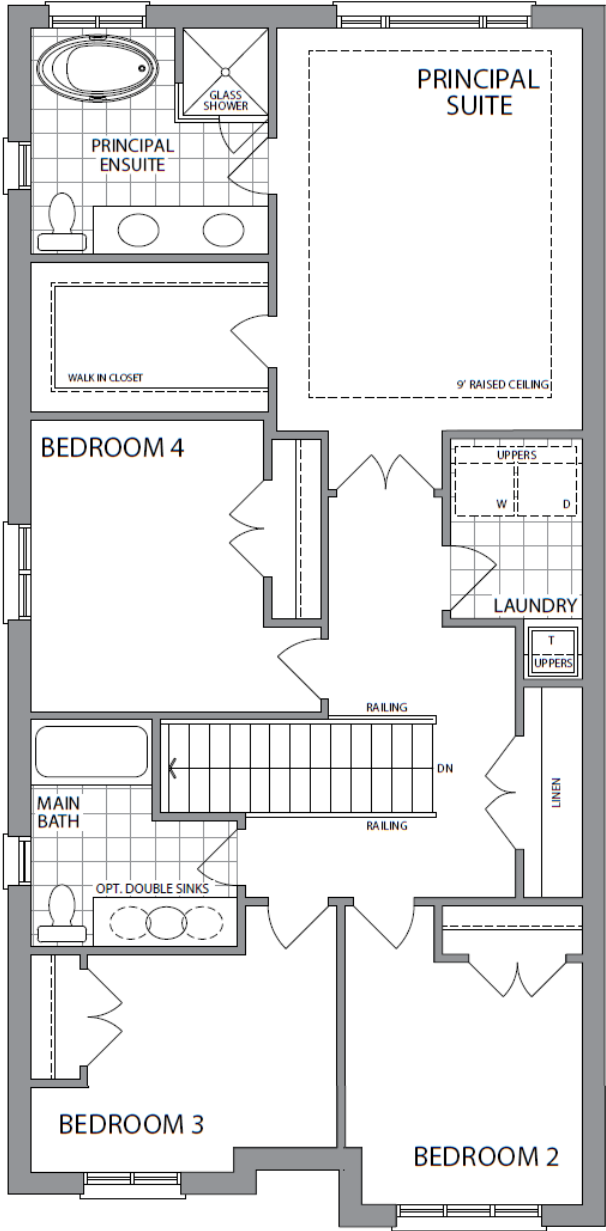 GLASS
SHOWER
PRINCIPAL
SUITE
PRINCIPAL
ENSUITE
WALK IN CLOSET
9' RAISED CEILING
BEDROOM 4
UPPERS
W
D
LAUNDRY
T
UPPERS
RAILING
DN
LINEN
RAILING
MAIN
BATH
OPT. DOUBLE SINKS
BEDROOM 3
BEDROOM 2